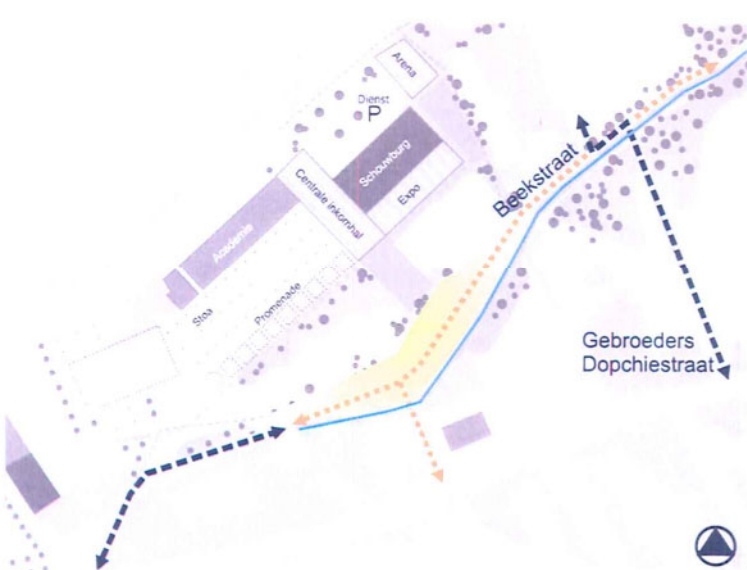 Arena
Dienst
P
Schouwburg
Expo
Centrale inkomhal
Academie
Stoa
Promenade
Beekstraat
Gebroeders
Dopchiestraat